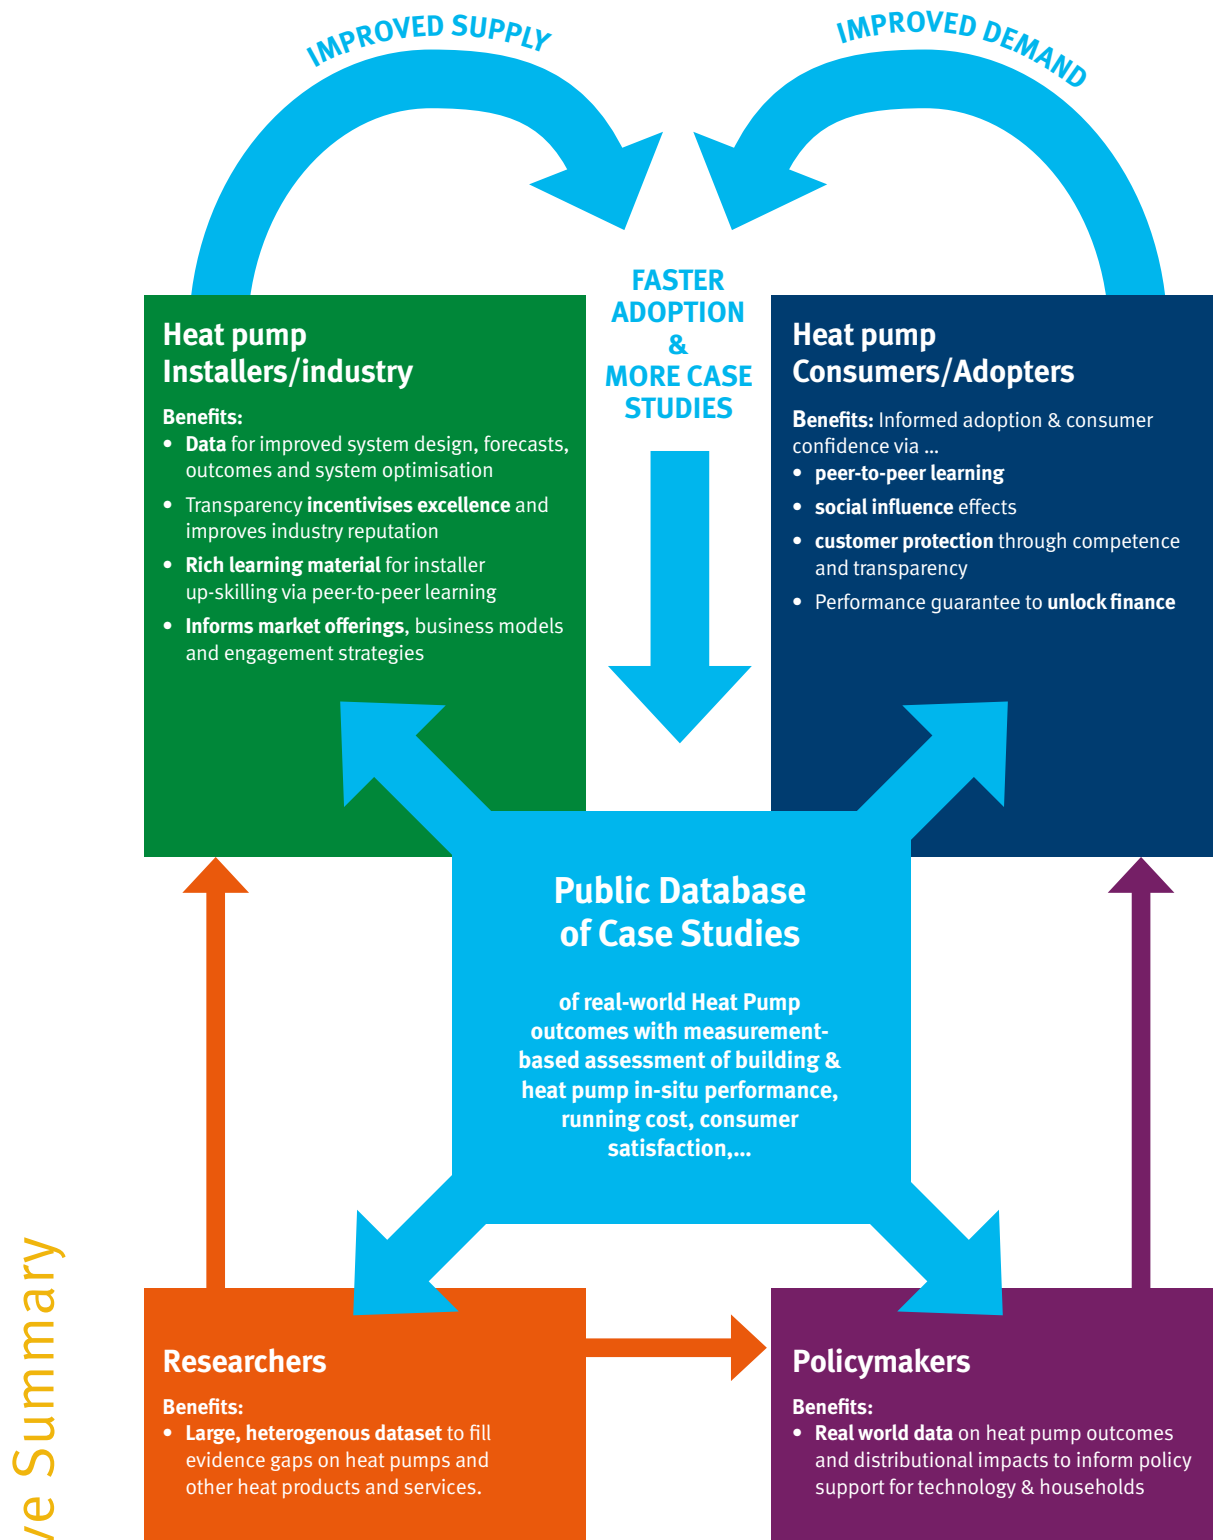 IMPROVED SUPPLY
IMPROVED DEMAND
FASTER
ADOPTION
&
MORE CASE
STUDIES
Heat pump
Installers/industry
Benefits:
• Data for improved system design, forecasts,
outcomes and system optimisation
• Transparency incentivises excellence and
improves industry reputation
• Rich learning material for installer
up-skilling via peer-to-peer learning
• Informs market offerings, business models
and engagement strategies
Heat pump
Consumers/Adopters
Benefits: Informed adoption & consumer
confidence via ...
• peer-to-peer learning
• social influence effects
• customer protection through competence
and transparency
• Performance guarantee to unlock finance
Public Database
of Case Studies
of real-world Heat Pump
outcomes with measurement-
based assessment of building &
heat pump in-situ performance,
running cost, consumer
satisfaction,...
Researchers
Benefits:
• Large, heterogenous dataset to fill
evidence gaps on heat pumps and
other heat products and services.
Policymakers
Benefits:
• Real world data on heat pump outcomes
and distributional impacts to inform policy
support for technology & households
ve Summary